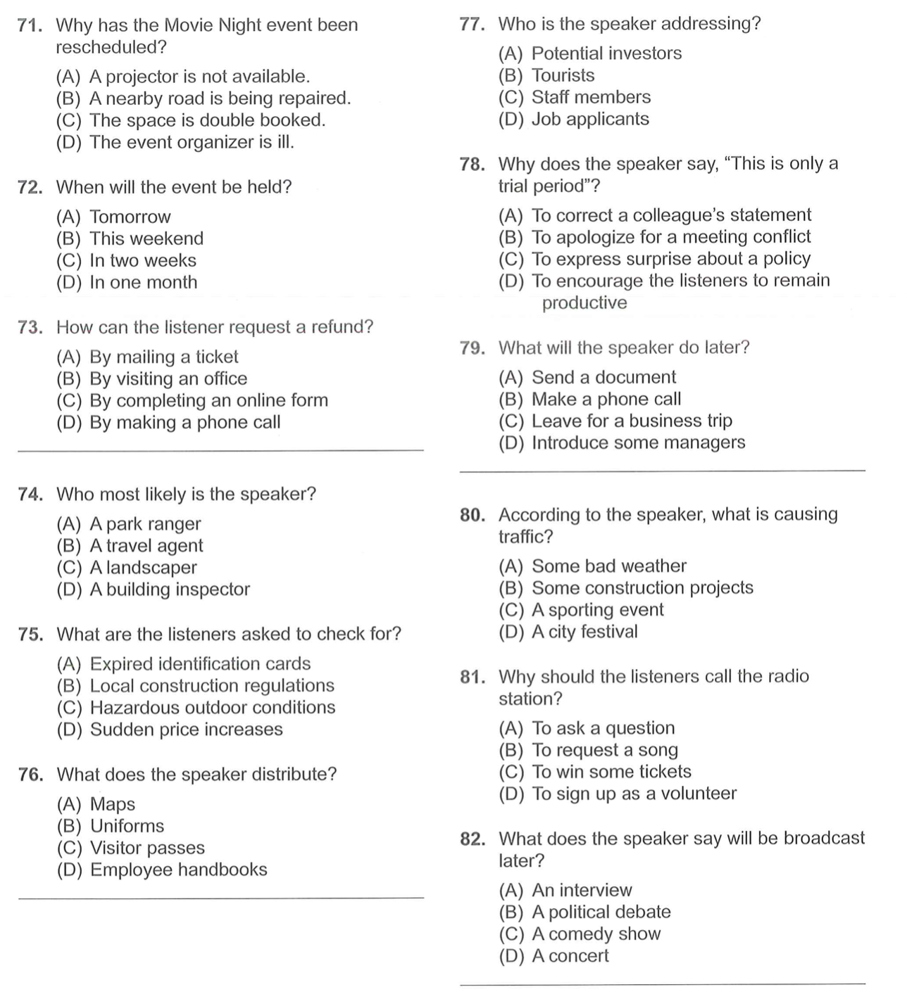 71. Why has the Movie Night event been
rescheduled?
(A) A projector is not available.
(B) A nearby road is being repaired.
(C) The space is double booked.
(D) The event organizer is ill.
72. When will the event be held?
(A) Tomorrow
(B) This weekend
(C) In two weeks
(D) In one month
73. How can the listener request a refund?
(A) By mailing a ticket
(B) By visiting an office
(C) By completing an online form
(D) By making a phone call
74. Who most likely is the speaker?
(A) A park ranger
(B) A travel agent
(C) A landscaper
(D) A building inspector
75. What are the listeners asked to check for?
(A) Expired identification cards
(B) Local construction regulations
(C) Hazardous outdoor conditions
(D) Sudden price increases
76. What does the speaker distribute?
(A) Maps
(B) Uniforms
(C) Visitor passes
(D) Employee handbooks
77. Who is the speaker addressing?
(A) Potential investors
(B) Tourists
(C) Staff members
(D) Job applicants
78. Why does the speaker say, “This is only a
trial period”?
(A) To correct a colleague’s statement
(B) To apologize for a meeting conflict
(C) To express surprise about a policy
(D) To encourage the listeners to remain
productive
79. What will the speaker do later?
(A) Send a document
(B) Make a phone call
(C) Leave for a business trip
(D) Introduce some managers
80. According to the speaker, what is causing
traffic?
(A) Some bad weather
(B) Some construction projects
(C) A sporting event
(D) A city festival
81. Why should the listeners call the radio
station?
(A) To ask a question
(B) To request a song
(C) To win some tickets
(D) To sign up as a volunteer
82. What does the speaker say will be broadcast
later?
(A) An interview
(B) A political debate
(C) A comedy show
(D) A concert